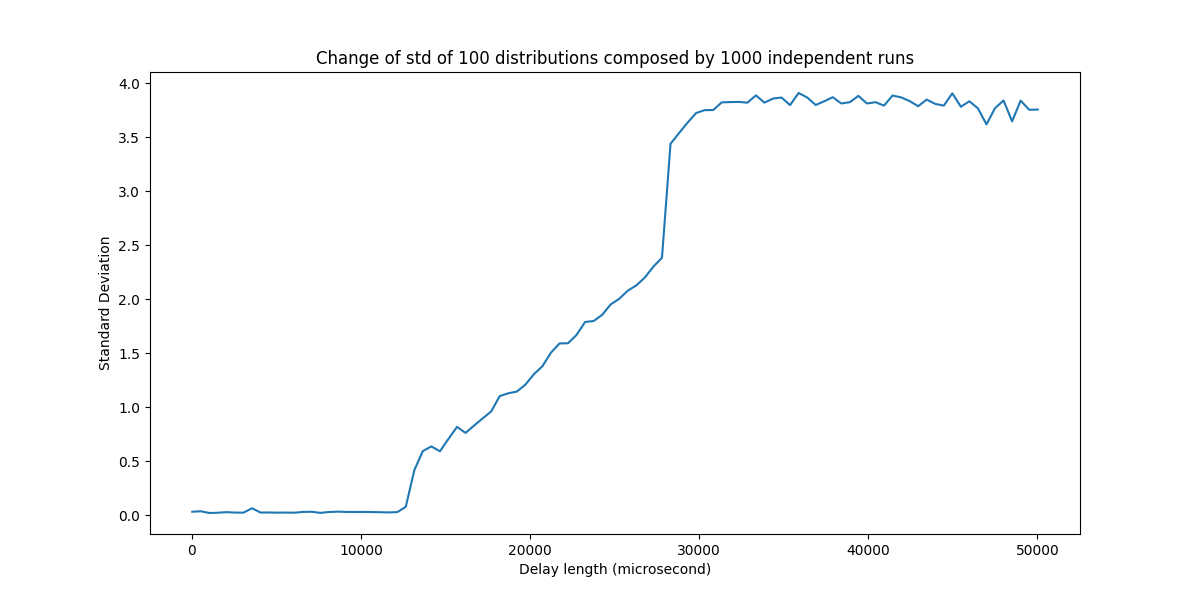 Change of std of 100 distributions composed by 1000 independent runs
4.0
3.5
3.0
2.5
2.0
1.5
1.0
0.5
0.0
Standard Deviation
0 10000 20000 30000 40000 50000
Delay length (microsecond)